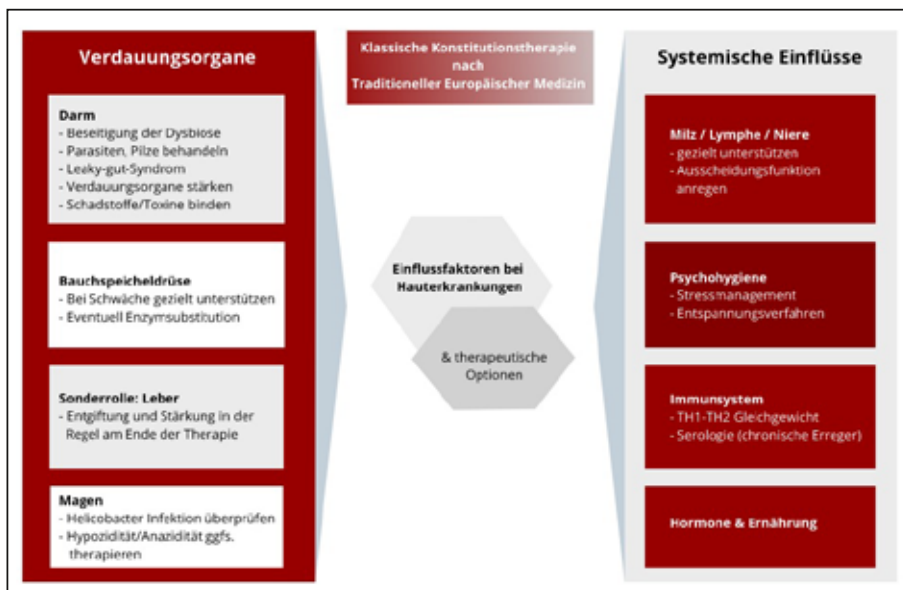 Verdauungsorgane
Darm
- Beseitigung der Dysbiose
- Parasiten, Pilze behandeln
- Leaky-gut-Syndrom
- Verdauungsorgane stärken
- Schadstoffe/Toxine binden
Bauchspeicheldrüse
- Bei Schwäche gezielt unterstützen
- Eventuell Enzymsubstitution
Sonderrolle: Leber
- Entgiftung und Stärkung in der
Regel am Ende der Therapie
Magen
- Helicobacter Infektion überprüfen
- Hypozidität/Anazidität ggfs.
therapieren
Klassische Konstitutionstherapie
nach
Traditioneller Europäischer Medizin
Einflussfaktoren bei
Hauterkrankungen
& therapeutische
Optionen
Systemische Einflüsse
Milz / Lymphe / Niere
- gezielt unterstützen
- Ausscheidungsfunktion
anregen
Psychohygiene
- Stressmanagement
- Entspannungsverfahren
Immunsystem
- TH1-TH2 Gleichgewicht
- Serologie (chronische Erreger)
Hormone & Ernährung